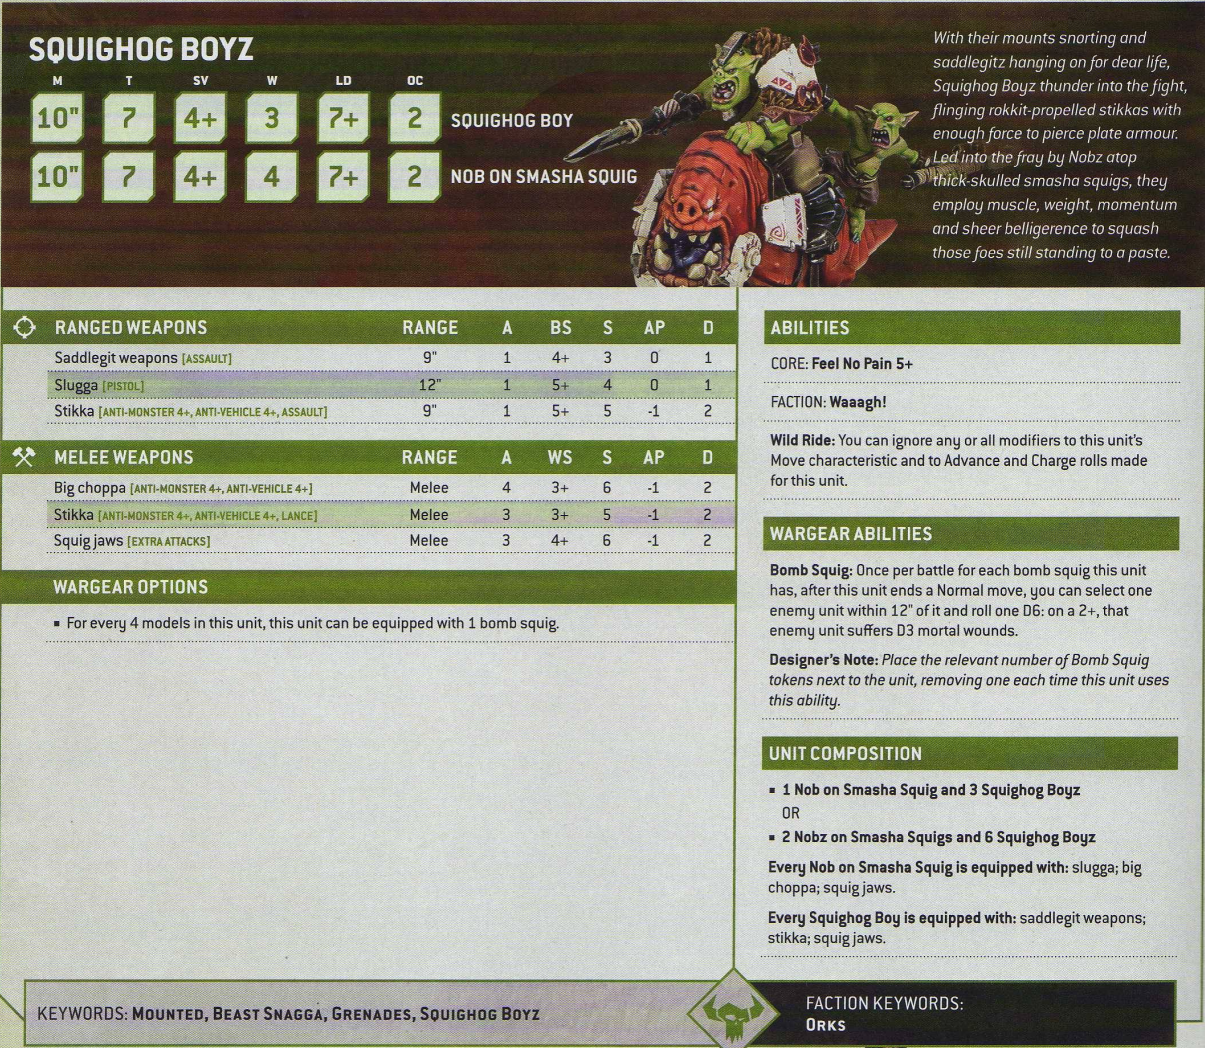 SQUIGHOG BOYZ
M T SV W LD OC
10" 7 4+ 3 7+ 2 SQUIGHOG BOY
10" 7 4+ 4 7+ 2 NOB ON SMASHA SQUIG
With their mounts snorting and
saddlegitz hanging on for dear life,
Squighog Boyz thunder into the fight,
flinging rokkit-propelled stikkas with
enough force to pierce plate armour.
Led into the fray by Nobz atop
thick-skulled smasha squigs, they
employ muscle, weight, momentum
and sheer belligerence to squash
those foes still standing to a paste.
RANGED WEAPONS RANGE A BS S AP D
Saddlegit weapons [ASSAULT] 9" 1 4+ 3 0 1
Slugga [PISTOL] 12" 1 5+ 4 0 1
Stikka [ANTI-MONSTER 4+, ANTI-VEHICLE 4+, ASSAULT] 9" 1 5+ 5 -1 2
MELEE WEAPONS RANGE A WS S AP D
Big choppa [ANTI-MONSTER 4+, ANTI-VEHICLE 4+] Melee 4 3+ 6 -1 2
Stikka [ANTI-MONSTER 4+, ANTI-VEHICLE 4+, LANCE] Melee 3 3+ 5 -1 2
Squig jaws [EXTRA ATTACKS] Melee 3 4+ 6 -1 2
WARGEAR OPTIONS
▪ For every 4 models in this unit, this unit can be equipped with 1 bomb squig.
ABILITIES
CORE: Feel No Pain 5+
FACTION: Waaagh!
Wild Ride: You can ignore any or all modifiers to this unit's
Move characteristic and to Advance and Charge rolls made
for this unit.
WARGEAR ABILITIES
Bomb Squig: Once per battle for each bomb squig this unit
has, after this unit ends a Normal move, you can select one
enemy unit within 12" of it and roll one D6: on a 2+, that
enemy unit suffers D3 mortal wounds.
Designer's Note: Place the relevant number of Bomb Squig
tokens next to the unit, removing one each time this unit uses
this ability.
UNIT COMPOSITION
▪ 1 Nob on Smasha Squig and 3 Squighog Boyz
OR
▪ 2 Nobz on Smasha Squigs and 6 Squighog Boyz
Every Nob on Smasha Squig is equipped with: slugga; big
choppa; squig jaws.
Every Squighog Boy is equipped with: saddlegit weapons;
stikka; squig jaws.
KEYWORDS: MOUNTED, BEAST SNAGGA, GRENADES, SQUIGHOG BOYZ
FACTION KEYWORDS:
ORKS